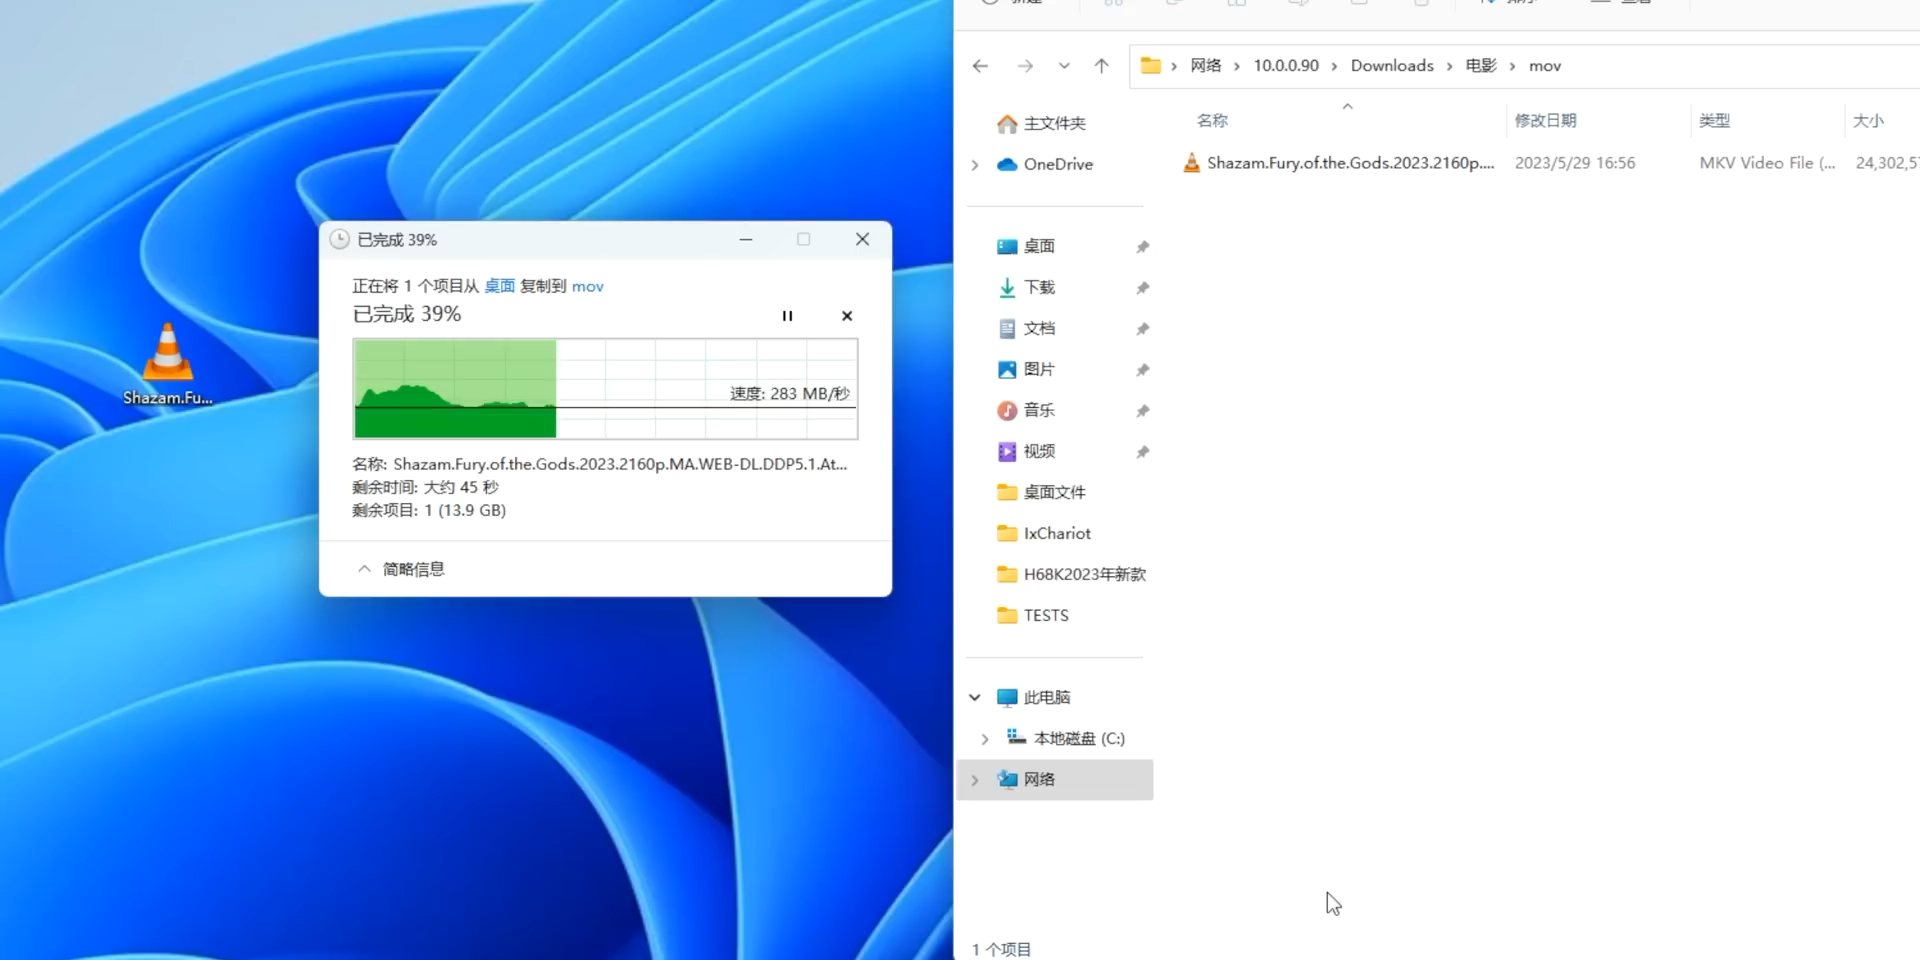 Shazam.Fu...
已完成 39%
正在将 1 个项目从 桌面 复制到 mov
已完成 39%
速度: 283 MB/秒
名称: Shazam.Fury.of.the.Gods.2023.2160p.MA.WEB-DL.DDP5.1.At...
剩余时间: 大约 45 秒
剩余项目: 1 (13.9 GB)
简略信息
网络 › 10.0.0.90 › Downloads › 电影 › mov
名称 修改日期 类型 大小
Shazam.Fury.of.the.Gods.2023.2160p.... 2023/5/29 16:56 MKV Video File (... 24,302,5
主文件夹
OneDrive
桌面
下载
文档
图片
音乐
视频
桌面文件
IxChariot
H68K2023年新款
TESTS
此电脑
本地磁盘 (C:)
网络
1 个项目